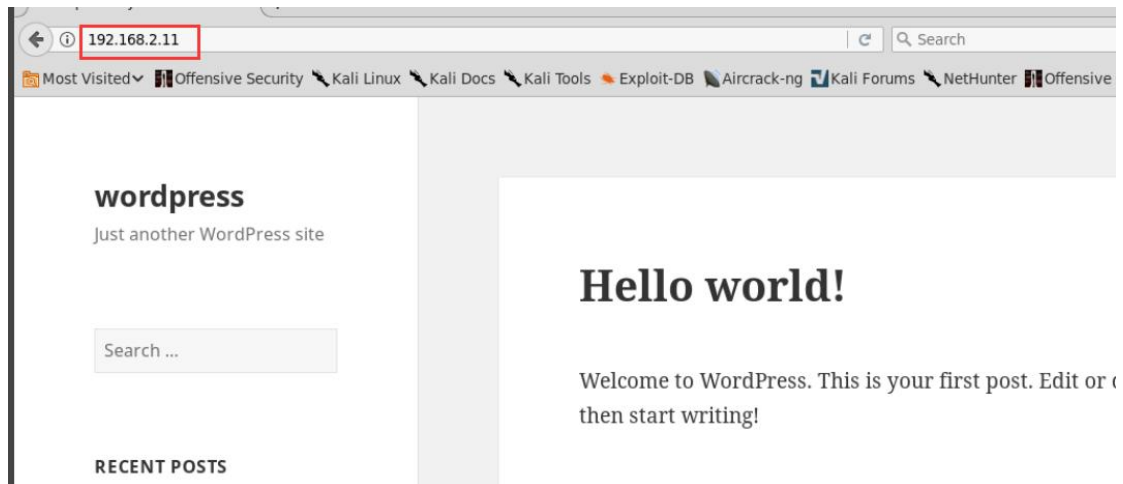 192.168.2.11
Search
Most Visited Offensive Security Kali Linux Kali Docs Kali Tools Exploit-DB Aircrack-ng Kali Forums NetHunter Offensive
wordpress
Just another WordPress site
Hello world!
Search ...
Welcome to WordPress. This is your first post. Edit or
then start writing!
RECENT POSTS